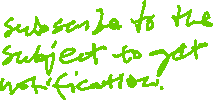 subscribe to the
subject to get
notification.